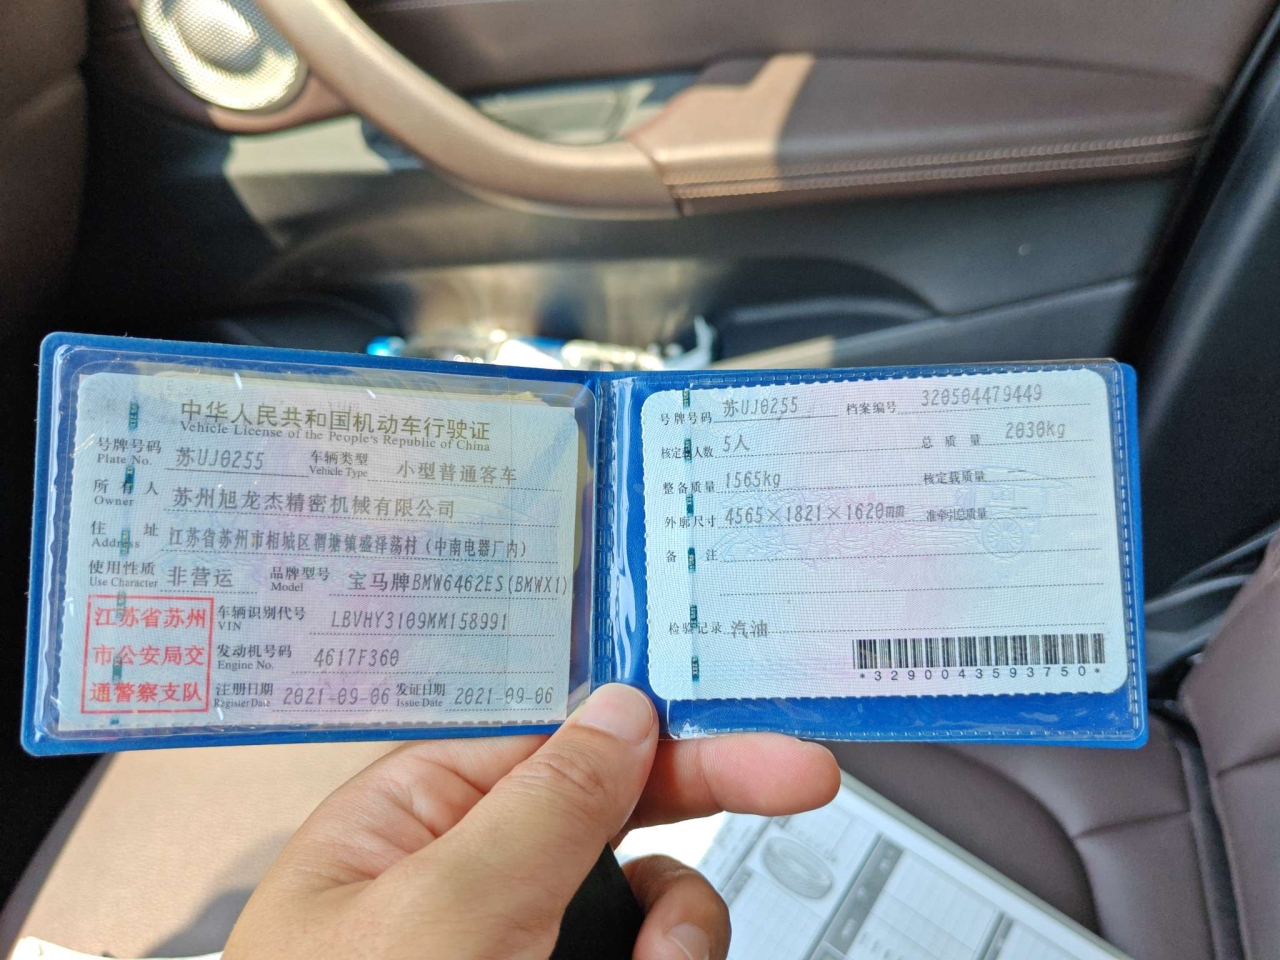 中华人民共和国机动车行驶证
Vehicle License of the People's Republic of China
号牌号码 苏UJ0255 车辆类型 小型普通客车
Plate No. Vehicle Type
所有人 苏州旭龙杰精密机械有限公司
Owner
住址 江苏省苏州市相城区渭塘镇盛泽荡村(中南电器厂内)
Address
使用性质 非营运 品牌型号 宝马牌BMW6462ES(BMWX1)
Use Character Model
江苏省苏州
市公安局交
通警察支队
车辆识别代号 LBVHY3109MM158991
VIN
发动机号码 4617F360
Engine No.
注册日期 2021-09-06 发证日期 2021-09-06
Register Date Issue Date
号牌号码 苏UJ0255 档案编号 320504479449
核定载人数 5人 总质量 2030kg
整备质量 1565kg 核定载质量
外廓尺寸 4565×1821×1620mm 准牵引总质量
备注
检验记录 汽油
*3290043593750*